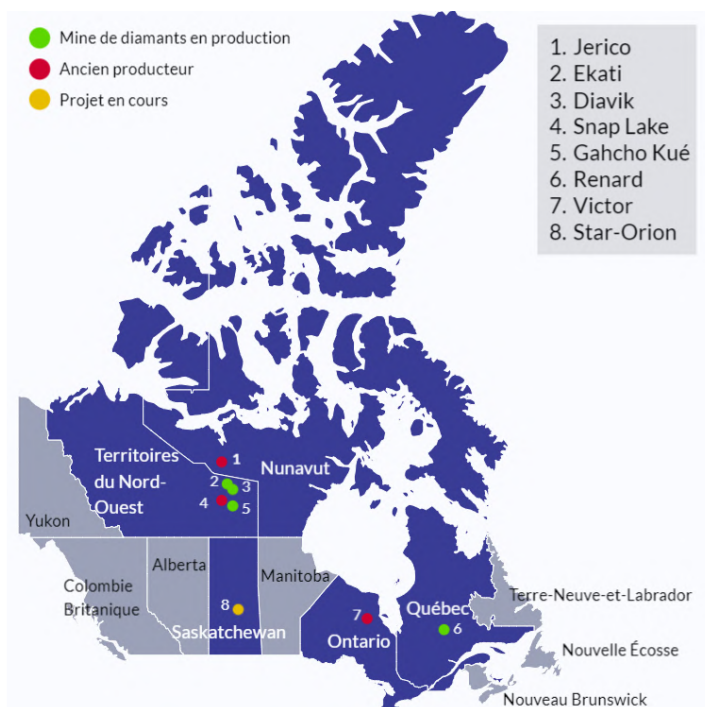 Mine de diamants en production
Ancien producteur
Projet en cours
1. Jerico
2. Ekati
3. Diavik
4. Snap Lake
5. Gahcho Kué
6. Renard
7. Victor
8. Star-Orion
Territoires
du Nord-
Ouest
1
Nunavut
2
3
4
5
Yukon
Colombie
Britanique
Alberta
8
Saskatchewan
Manitoba
7
Ontario
Québec
6
Terre-Neuve-et-Labrador
Nouvelle Écosse
Nouveau Brunswick